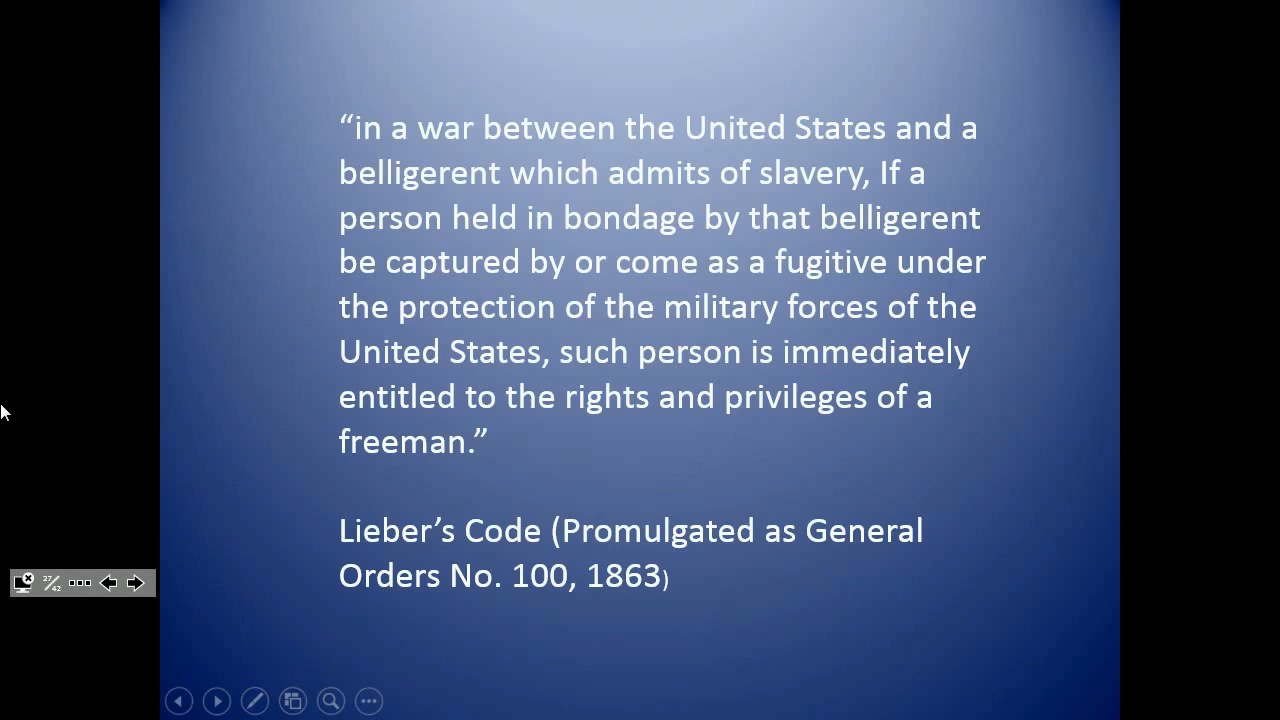 “in a war between the United States and a
belligerent which admits of slavery, If a
person held in bondage by that belligerent
be captured by or come as a fugitive under
the protection of the military forces of the
United States, such person is immediately
entitled to the rights and privileges of a
freeman.”
Lieber’s Code (Promulgated as General
Orders No. 100, 1863)
27/42